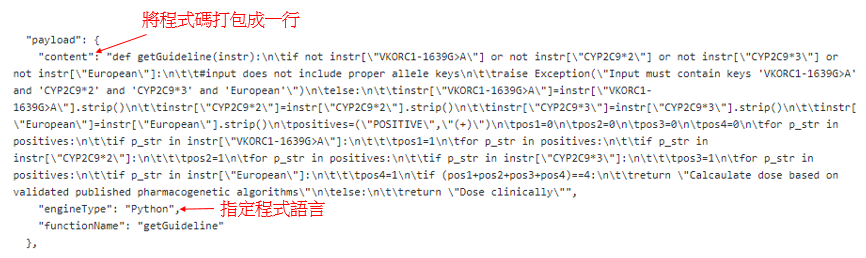 將程式碼打包成一行
"payload": {
"content": "def getGuideline(instr):\n\tif not instr[\"VKORC1-1639G>A\"] or not instr[\"CYP2C9*2\"] or not instr[\"CYP2C9*3\"] or
not instr[\"European\"]:\n\t\t#input does not include proper allele keys\n\t\traise Exception(\"Input must contain keys 'VKORC1-1639G>A'
and 'CYP2C9*2' and 'CYP2C9*3' and 'European'\")\n\telse:\n\t\tinstr[\"VKORC1-1639G>A\"]=instr[\"VKORC1-
1639G>A\"].strip()\n\t\tinstr[\"CYP2C9*2\"]=instr[\"CYP2C9*2\"].strip()\n\t\tinstr[\"CYP2C9*3\"]=instr[\"CYP2C9*3\"].strip()\n\t\tinstr[
\"European\"]=instr[\"European\"].strip()\n\tpositives=(\"POSITIVE\",\"(+)\")\n\tpos1=0\n\tpos2=0\n\tpos3=0\n\tpos4=0\n\tfor p_str in
positives:\n\t\tif p_str in instr[\"VKORC1-1639G>A\"]:\n\t\t\tpos1=1\n\tfor p_str in positives:\n\t\tif p_str in
instr[\"CYP2C9*2\"]:\n\t\t\tpos2=1\n\tfor p_str in positives:\n\t\tif p_str in instr[\"CYP2C9*3\"]:\n\t\t\tpos3=1\n\tfor p_str in
positives:\n\t\tif p_str in instr[\"European\"]:\n\t\t\tpos4=1\n\tif (pos1+pos2+pos3+pos4)==4:\n\t\treturn \"Calcaulate dose based on
validated published pharmacogenetic algorithms\"\n\telse:\n\t\treturn \"Dose clinically\"",
"engineType": "Python", 指定程式語言
"functionName": "getGuideline"
},